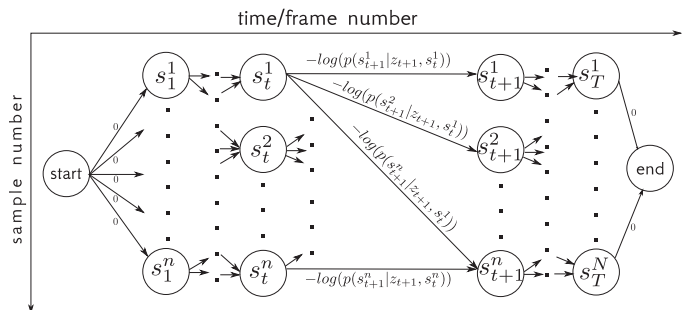 time/frame number
sample number
start
0
0
0
0
0
s_1^1
s_1^n
s_t^1
s_t^2
s_t^n
-log(p(s_{t+1}^1|z_{t+1}, s_t^1))
-log(p(s_{t+1}^2|z_{t+1}, s_t^1))
-log(p(s_{t+1}^n|z_{t+1}, s_t^1))
-log(p(s_{t+1}^n|z_{t+1}, s_t^n))
s_{t+1}^1
s_{t+1}^2
s_{t+1}^n
s_T^1
s_T^N
0
0
end